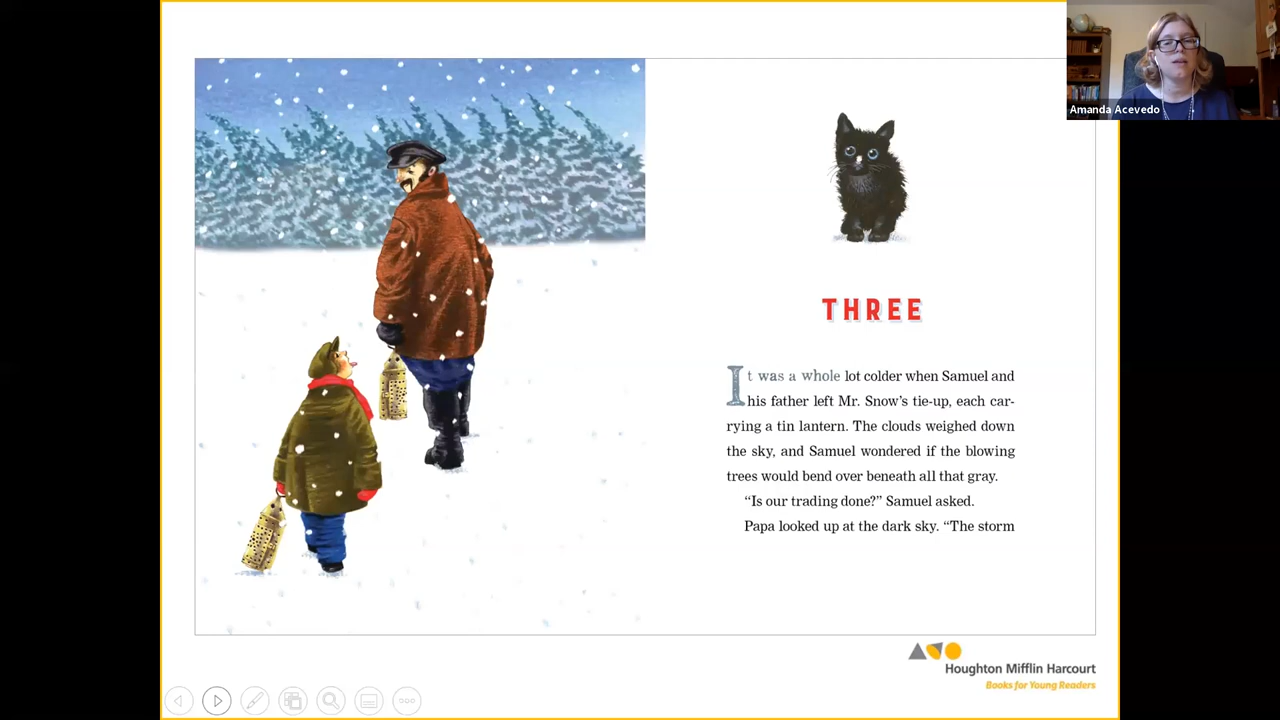 Amanda Acevedo
THREE
It was a whole lot colder when Samuel and
his father left Mr. Snow’s tie-up, each car-
rying a tin lantern. The clouds weighed down
the sky, and Samuel wondered if the blowing
trees would bend over beneath all that gray.
“Is our trading done?” Samuel asked.
Papa looked up at the dark sky. “The storm
Houghton Mifflin Harcourt
Books for Young Readers